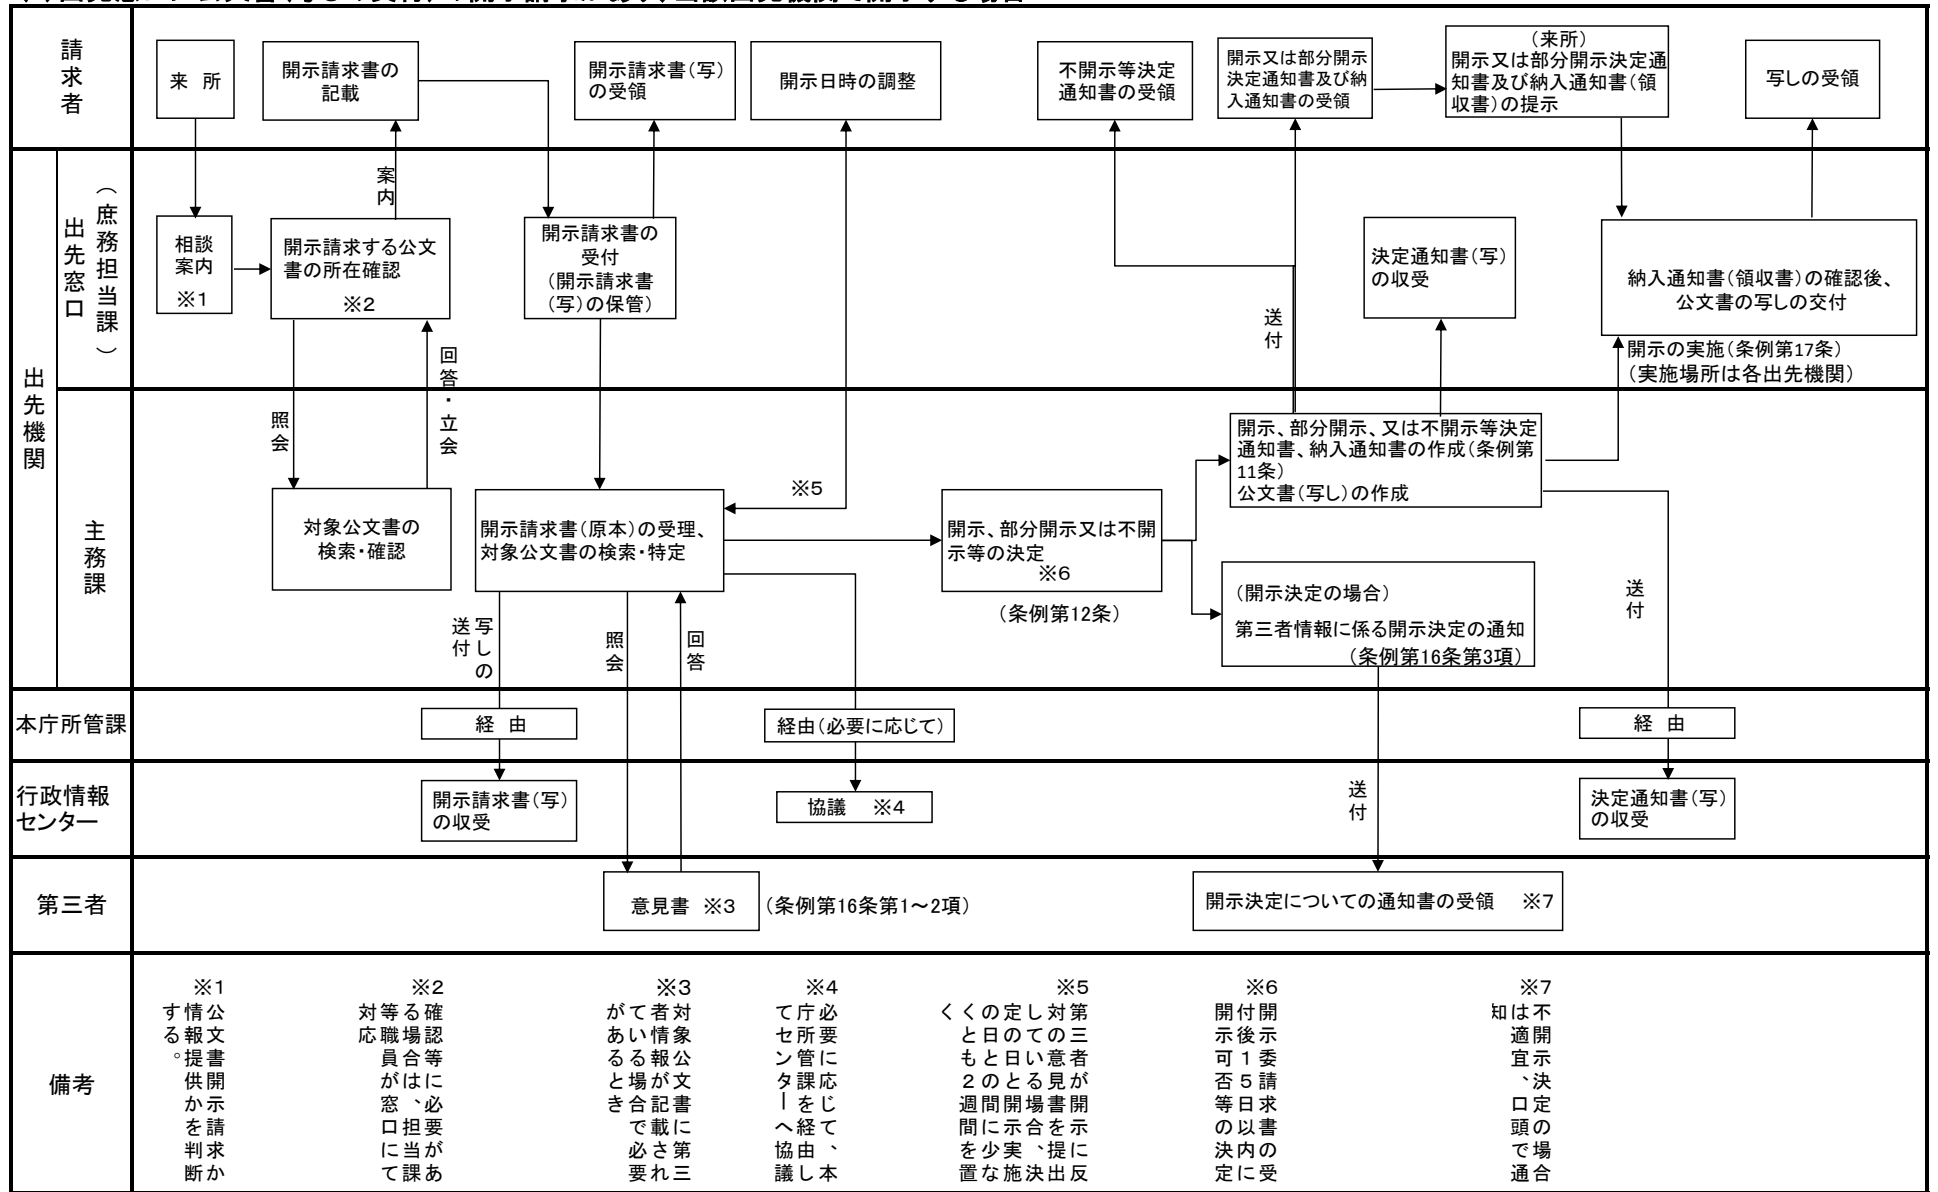 請求者
来 所
開示請求書の
記載
開示請求書(写)
の受領
開示日時の調整
不開示等決定
通知書の受領
開示又は部分開示
決定通知書及び納
入通知書の受領
(来所)
開示又は部分開示決定通
知書及び納入通知書(領
収書)の提示
写しの受領
出先機関
出先窓口
(庶務担当課)
案内
相談
案内
※1
開示請求する公文
書の所在確認
※2
開示請求書の
受付
(開示請求書
(写)の保管)
送付
決定通知書(写)
の収受
納入通知書(領収書)の確認後、
公文書の写しの交付
開示の実施(条例第17条)
(実施場所は各出先機関)
主務課
照会
回答・立会
対象公文書の
検索・確認
開示請求書(原本)の受理、
対象公文書の検索・特定
※5
開示、部分開示又は不開
示等の決定
※6
(条例第12条)
開示、部分開示、又は不開示等決定
通知書、納入通知書の作成(条例第
11条)
公文書(写し)の作成
(開示決定の場合)
第三者情報に係る開示決定の通知
(条例第16条第3項)
写しの
送付
照会
回答
送付
本庁所管課
経 由
経由(必要に応じて)
経 由
行政情報
センター
開示請求書(写)
の収受
協議 ※4
送付
決定通知書(写)
の収受
第三者
意見書 ※3
(条例第16条第1～2項)
開示決定についての通知書の受領 ※7
備考
※1
公文書開示請求か
情報提供かを判断
する。
※2
確認等に必要があ
る場合は、担当課
等職員が窓口にて
対応
※3
対象公文書に第三
者情報が記載され
ている場合で必要
があるとき
※4
必要に応じて、本
庁所管課を経由し
てセンターへ協議
※5
第三者が開示に反
対の意見書を提出
している場合、決
定の日と開示実施
の日との間に少な
くとも２週間を置
く
※6
開示請求書の受
付後１５日以内に
開示可否等の決定
※7
不開示決定の場合
は適宜、口頭で通
知